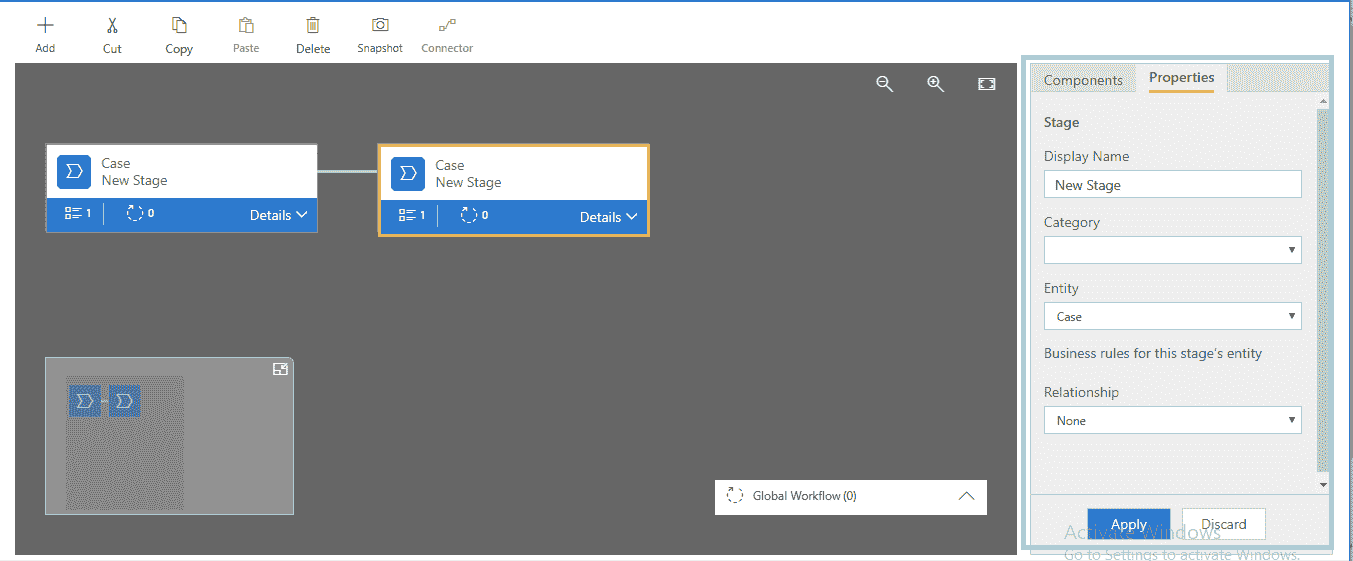 Add Cut Copy Paste Delete Snapshot Connector
Components Properties
Case
New Stage
1 0 Details
Case
New Stage
1 0 Details
Global Workflow (0)
Stage
Display Name
New Stage
Category
Entity
Case
Business rules for this stage's entity
Relationship
None
Apply Discard
Activate Windows
Go to Settings to activate Windows.